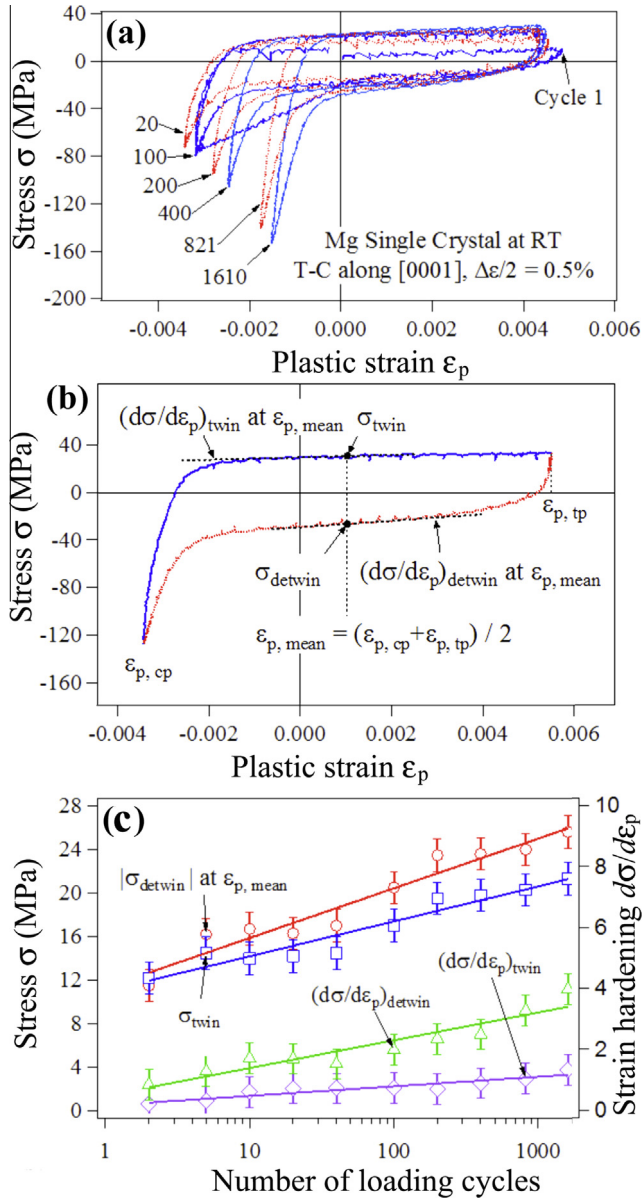 (a)
40
0
-40
-80
-120
-160
-200
Stress σ (MPa)
Cycle 1
20
100
200
400
821
1610
Mg Single Crystal at RT
T-C along [0001], Δε/2 = 0.5%
-0.004 -0.002 0.000 0.002 0.004 0.006
Plastic strain εp
(b)
80
40
0
-40
-80
-120
-160
Stress σ (MPa)
(dσ/dεp)twin at εp, mean
σtwin
εp, tp
σdetwin
(dσ/dεp)detwin at εp, mean
εp, mean = (εp, cp+εp, tp) / 2
εp, cp
-0.004 -0.002 0.000 0.002 0.004 0.006
Plastic strain εp
(c)
28
24
20
16
12
8
4
0
Stress σ (MPa)
10
8
6
4
2
0
Strain hardening dσ/dεp
|σdetwin| at εp, mean
σtwin
(dσ/dεp)detwin
(dσ/dεp)twin
1 10 100 1000
Number of loading cycles